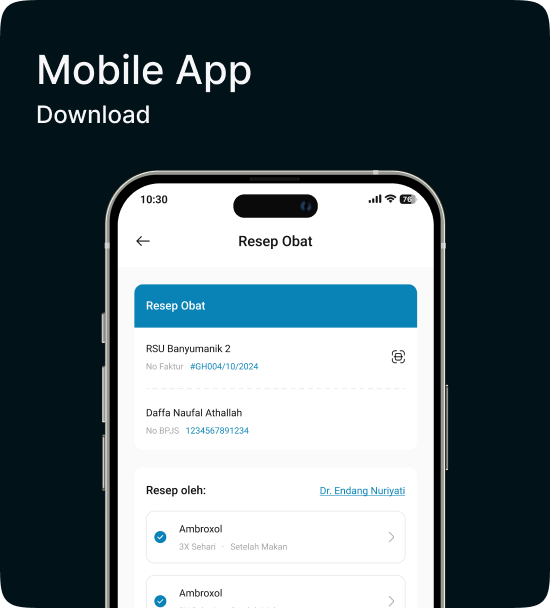 Mobile App
Download
10:30
76
Resep Obat
Resep Obat
RSU Banyumanik 2
No Faktur #GH004/10/2024
Daffa Naufal Athallah
No BPJS 1234567891234
Resep oleh: Dr. Endang Nuriyati
Ambroxol
3X Sehari · Setelah Makan
Ambroxol